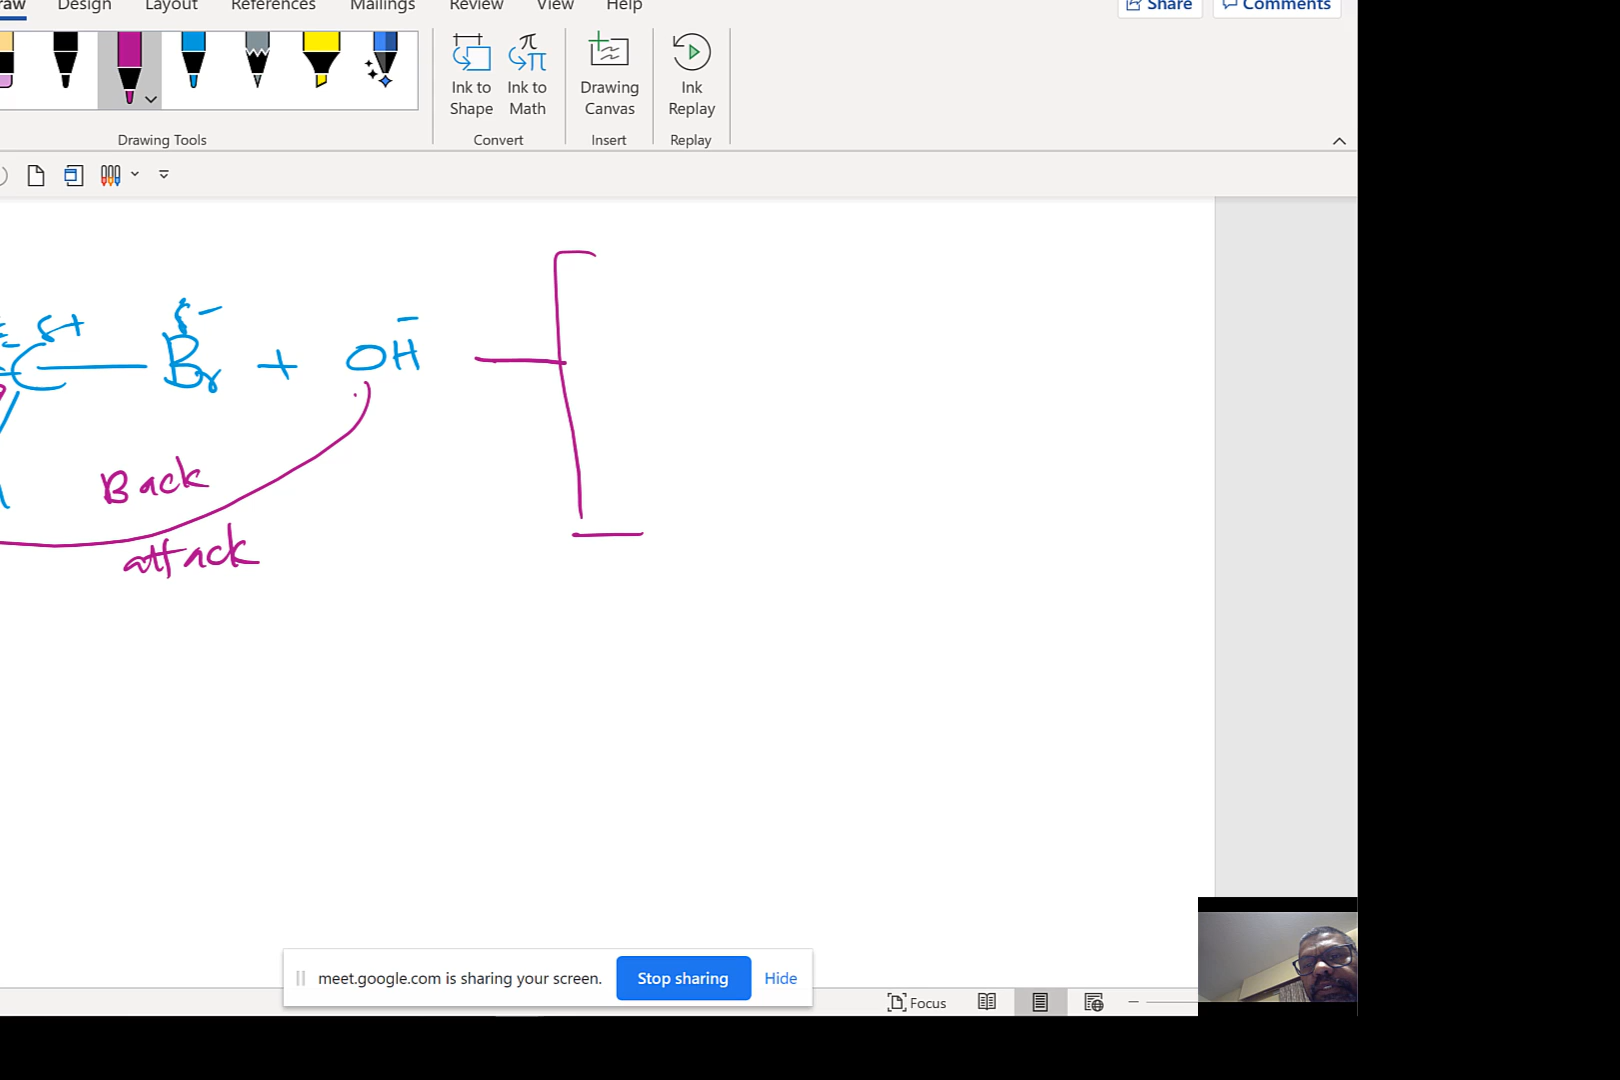 Design Layout References Mailings Review View Help Share Comments
Ink to Shape Ink to Math Drawing Canvas Ink Replay
Drawing Tools Convert Insert Replay
δ+ δ-
C — Br + OH⁻
Back
attack
meet.google.com is sharing your screen. Stop sharing Hide
Focus